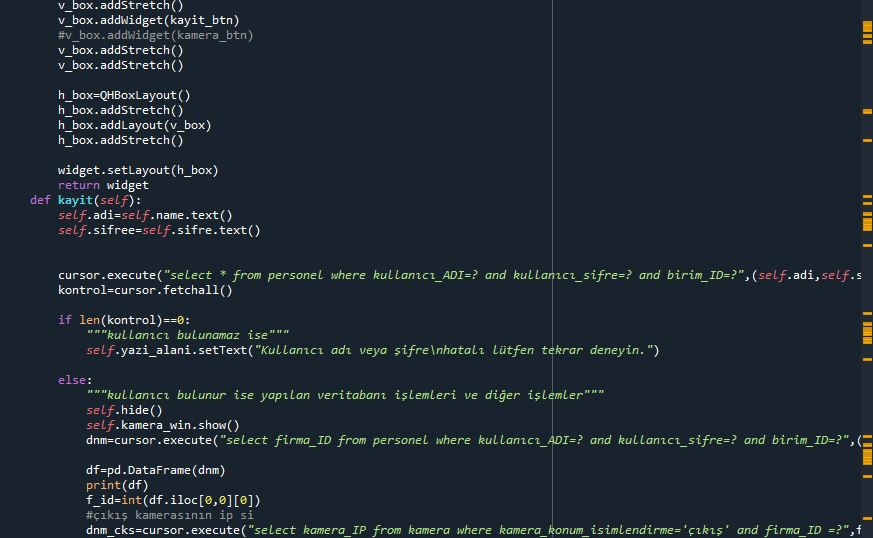 v_box.addStretch()
v_box.addWidget(kayit_btn)
#v_box.addWidget(kamera_btn)
v_box.addStretch()
v_box.addStretch()
h_box=QHBoxLayout()
h_box.addStretch()
h_box.addLayout(v_box)
h_box.addStretch()
widget.setLayout(h_box)
return widget
def kayit(self):
self.adi=self.name.text()
self.sifree=self.sifre.text()
cursor.execute("select * from personel where kullanıcı_ADI=? and kullanıcı_sifre=? and birim_ID=?",(self.adi,self.s
kontrol=cursor.fetchall()
if len(kontrol)==0:
"""kullanıcı bulunamaz ise"""
self.yazi_alani.setText("Kullanıcı adı veya şifre\nhatalı lütfen tekrar deneyin.")
else:
"""kullanıcı bulunur ise yapılan veritabanı işlemleri ve diğer işlemler"""
self.hide()
self.kamera_win.show()
dnm=cursor.execute("select firma_ID from personel where kullanıcı_ADI=? and kullanıcı_sifre=? and birim_ID=?",(
df=pd.DataFrame(dnm)
print(df)
f_id=int(df.iloc[0,0][0])
#çıkış kamerasının ip si
dnm_cks=cursor.execute("select kamera_IP from kamera where kamera_konum_isimlendirme='çıkış' and firma_ID =?",f